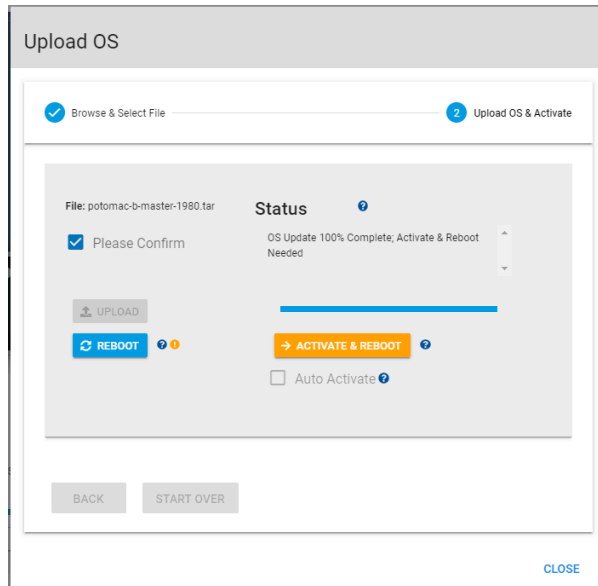 Upload OS
Browse & Select File
2 Upload OS & Activate
File: potomac-b-master-1980.tar
Status
Please Confirm
OS Update 100% Complete; Activate & Reboot
Needed
UPLOAD
REBOOT
ACTIVATE & REBOOT
Auto Activate
BACK
START OVER
CLOSE